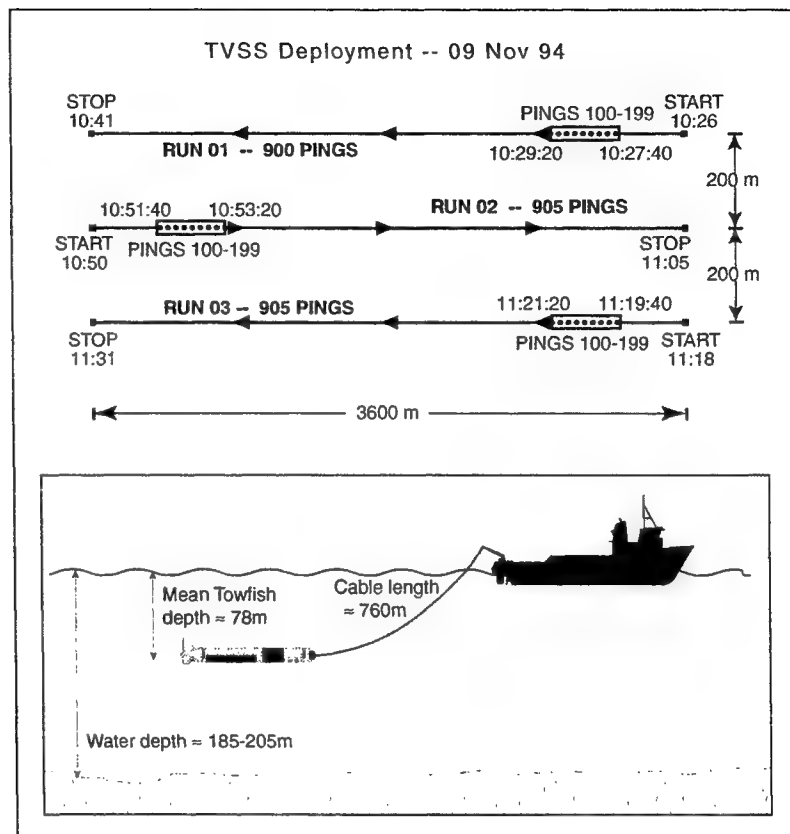 TVSS Deployment -- 09 Nov 94
STOP
10:41
PINGS 100-199
START
10:26
RUN 01 -- 900 PINGS
10:29:20
10:27:40
200 m
10:51:40
10:53:20
RUN 02 -- 905 PINGS
START
10:50
PINGS 100-199
STOP
11:05
200 m
RUN 03 -- 905 PINGS
11:21:20
11:19:40
STOP
11:31
PINGS 100-199
START
11:18
3600 m
Mean Towfish
depth ≈ 78m
Cable length
≈ 760m
Water depth ≈ 185-205m